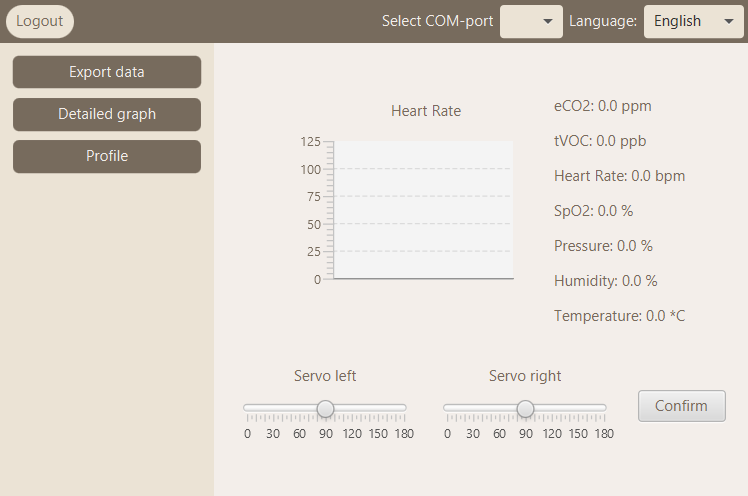 Logout
Select COM-port
Language:
English
Export data
Detailed graph
Profile
Heart Rate
125
100
75
50
25
0
eCO2: 0.0 ppm
tVOC: 0.0 ppb
Heart Rate: 0.0 bpm
SpO2: 0.0 %
Pressure: 0.0 %
Humidity: 0.0 %
Temperature: 0.0 *C
Servo left
0 30 60 90 120 150 180
Servo right
0 30 60 90 120 150 180
Confirm